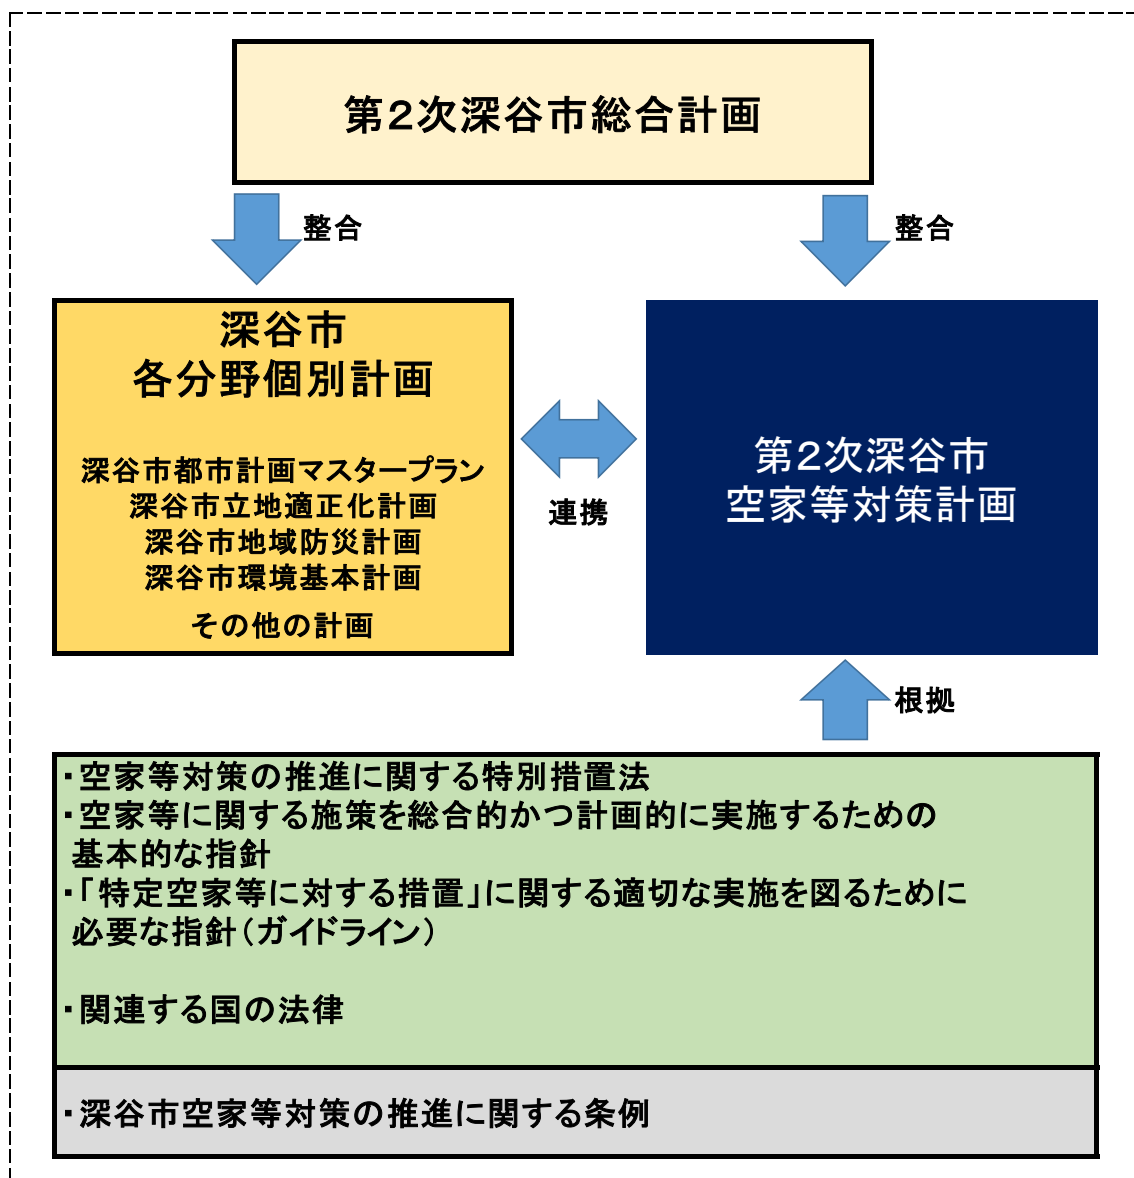 第２次深谷市総合計画
整合
整合
深谷市
各分野個別計画
深谷市都市計画マスタープラン
深谷市立地適正化計画
深谷市地域防災計画
深谷市環境基本計画
その他の計画
連携
第２次深谷市
空家等対策計画
根拠
・空家等対策の推進に関する特別措置法
・空家等に関する施策を総合的かつ計画的に実施するための
基本的な指針
・「特定空家等に対する措置」に関する適切な実施を図るために
必要な指針（ガイドライン）
・関連する国の法律
・深谷市空家等対策の推進に関する条例